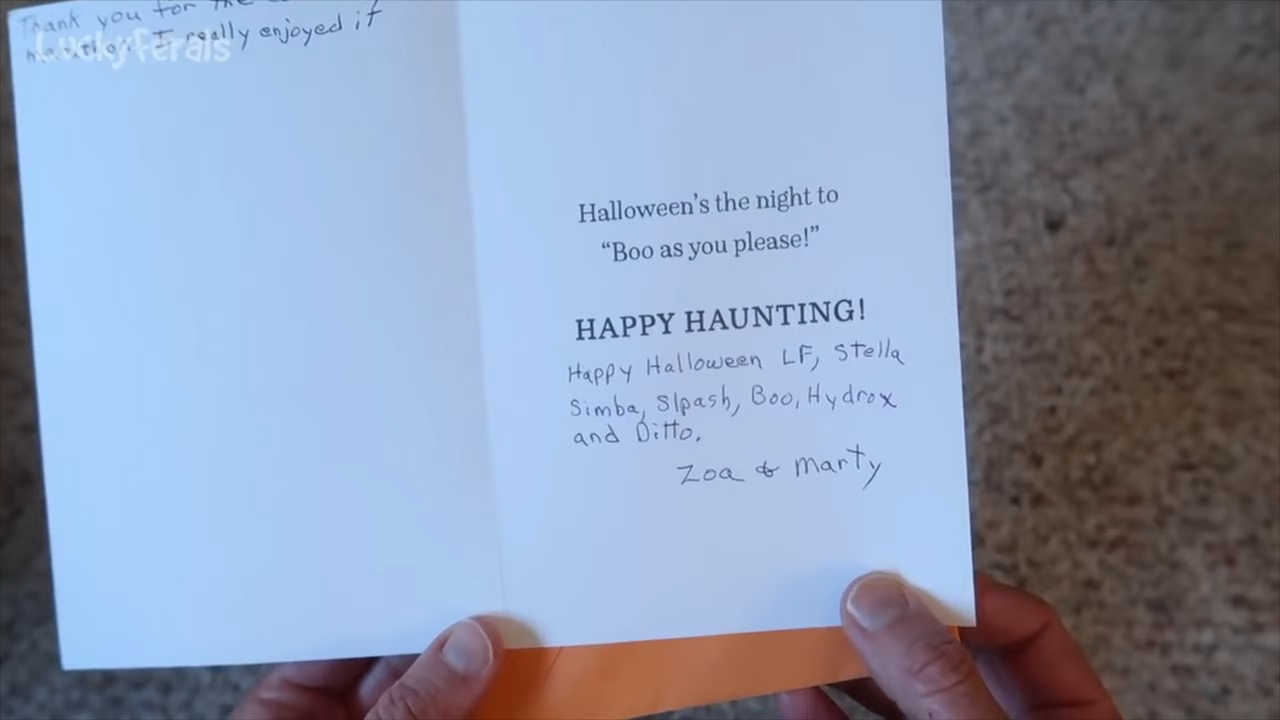 Thank you for the
I really enjoyed it
LuckyFerals
Halloween's the night to
“Boo as you please!”
HAPPY HAUNTING!
Happy Halloween LF, Stella
Simba, Slpash, Boo, Hydrox
and Ditto.
Zoa & Marty